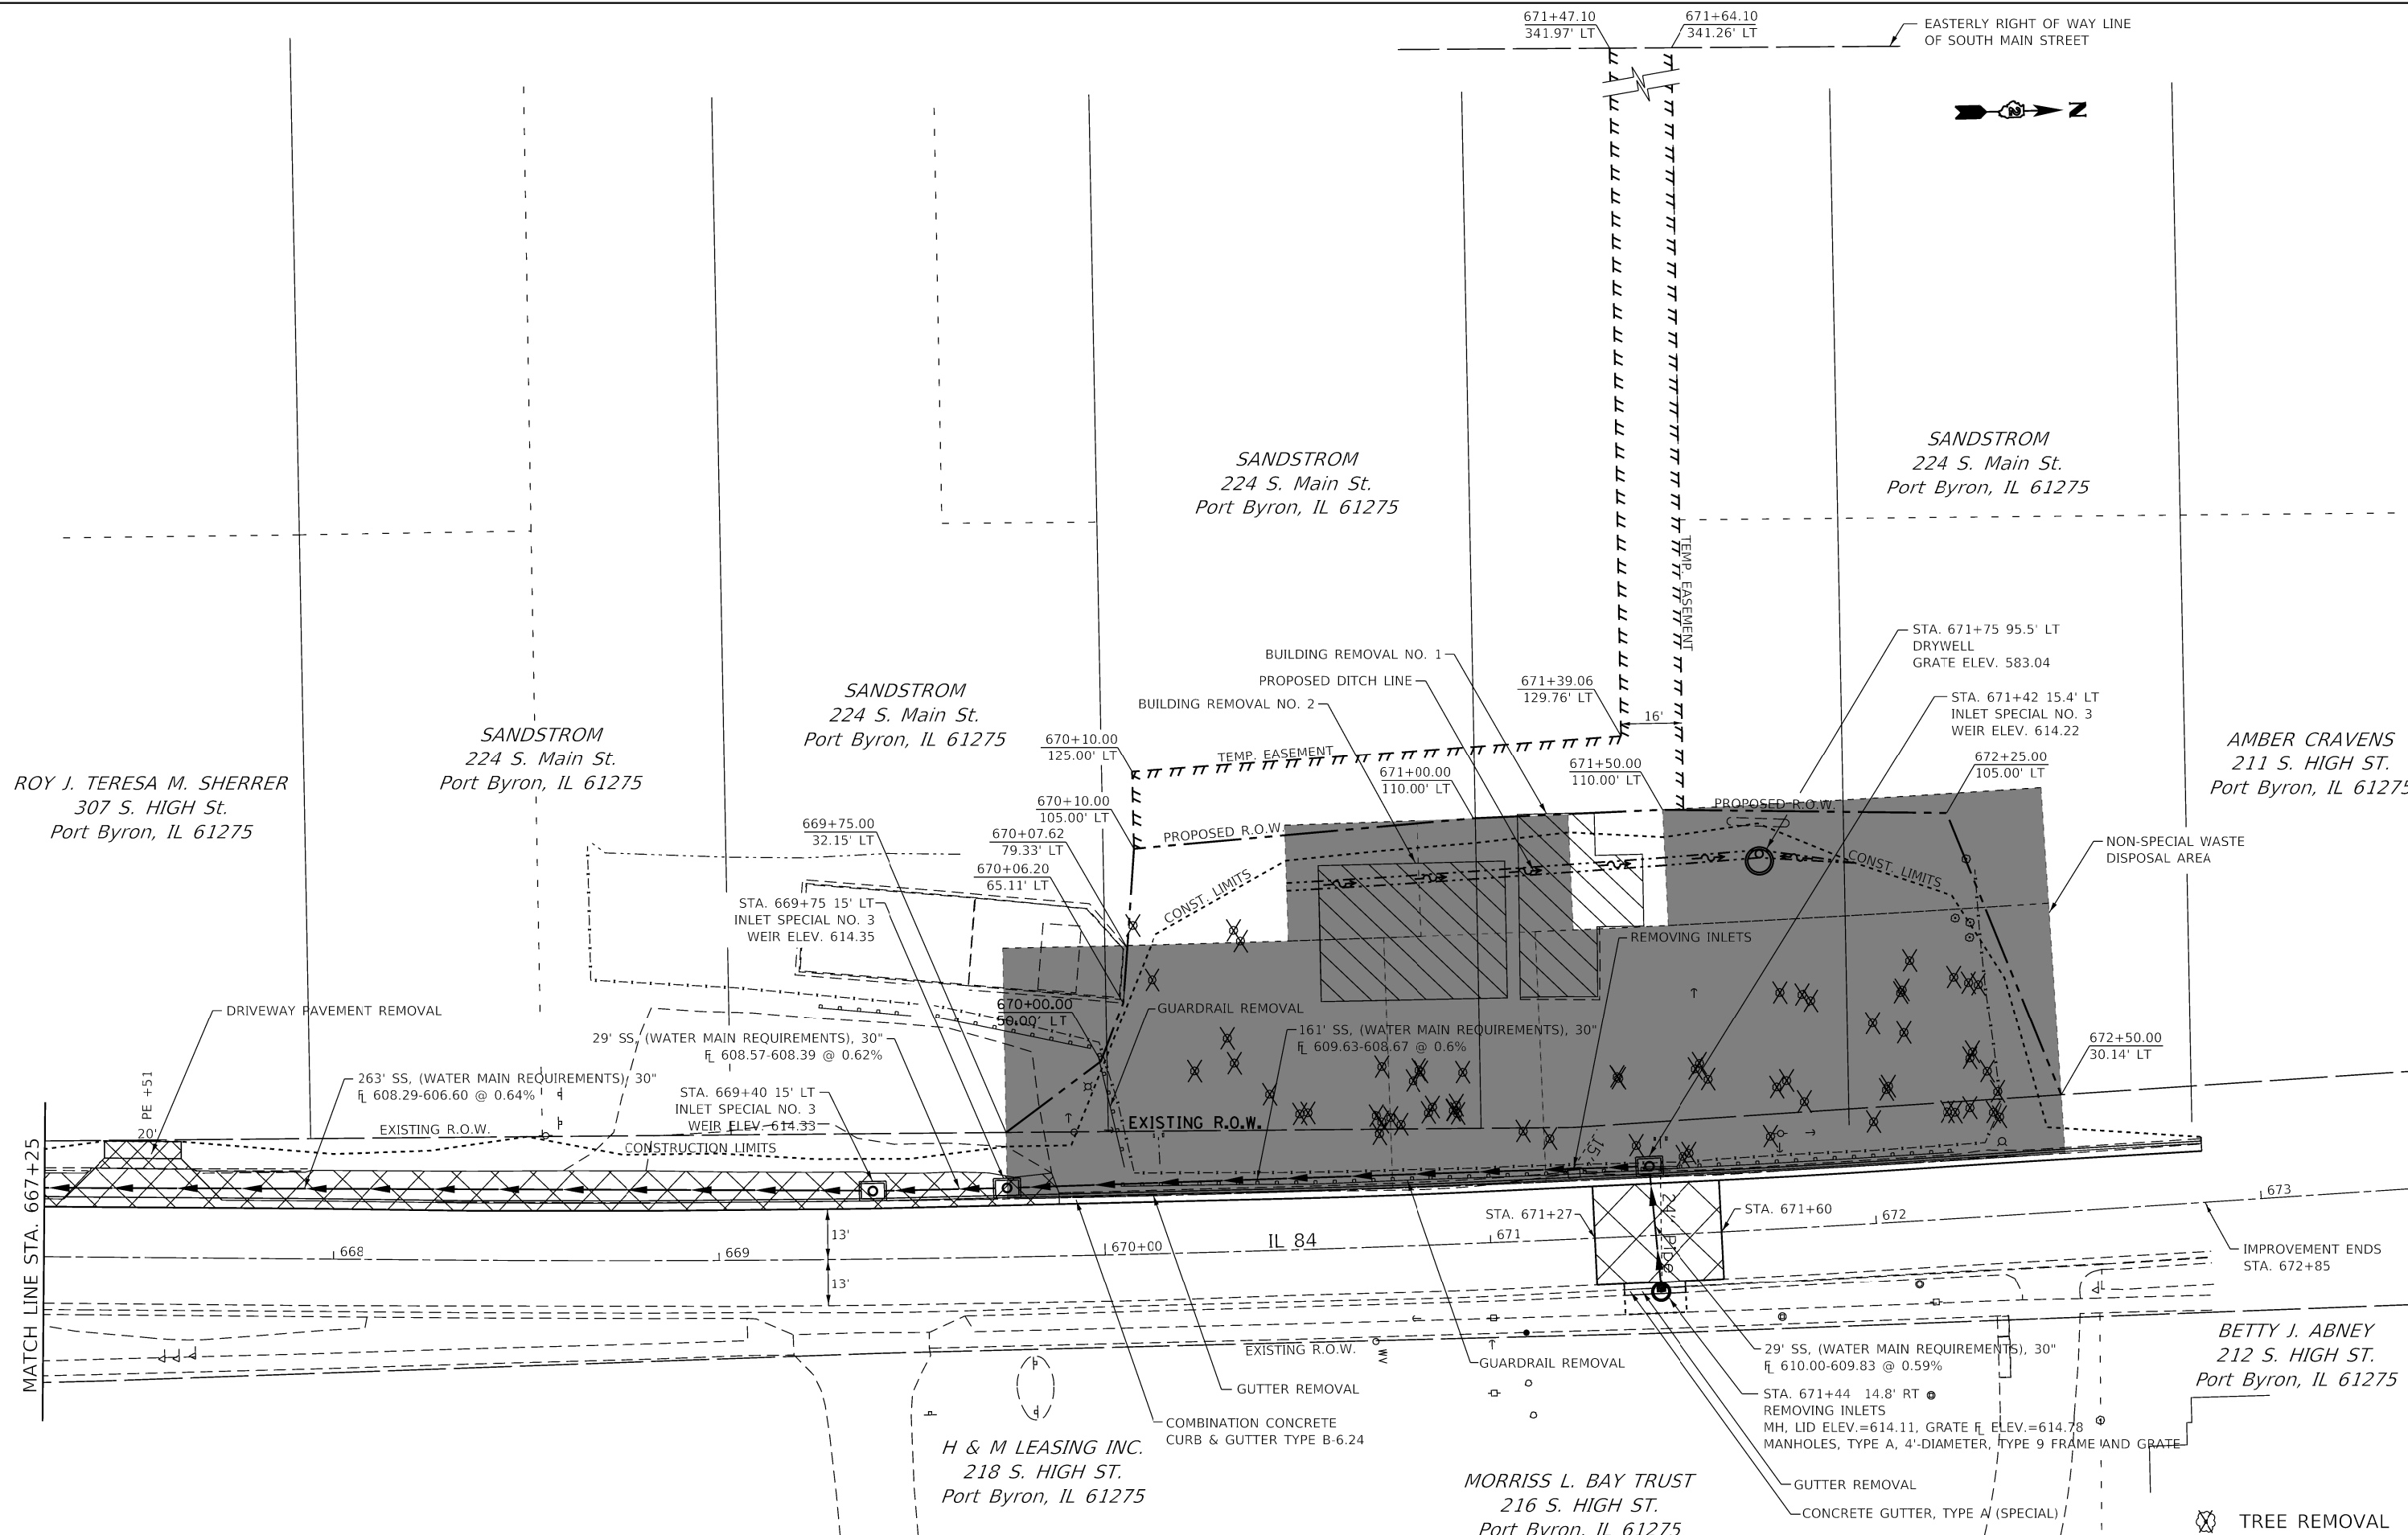 671+47.10
341.97' LT
671+64.10
341.26' LT
EASTERLY RIGHT OF WAY LINE
OF SOUTH MAIN STREET
N
SANDSTROM
224 S. Main St.
Port Byron, IL 61275
SANDSTROM
224 S. Main St.
Port Byron, IL 61275
TEMP. EASEMENT
STA. 671+75 95.5' LT
DRYWELL
GRATE ELEV. 583.04
BUILDING REMOVAL NO. 1
PROPOSED DITCH LINE
BUILDING REMOVAL NO. 2
671+39.06
129.76' LT
16'
STA. 671+42 15.4' LT
INLET SPECIAL NO. 3
WEIR ELEV. 614.22
SANDSTROM
224 S. Main St.
Port Byron, IL 61275
SANDSTROM
224 S. Main St.
Port Byron, IL 61275
ROY J. TERESA M. SHERRER
307 S. HIGH St.
Port Byron, IL 61275
AMBER CRAVENS
211 S. HIGH ST.
Port Byron, IL 61275
670+10.00
125.00' LT
TEMP. EASEMENT
671+00.00
110.00' LT
671+50.00
110.00' LT
672+25.00
105.00' LT
670+10.00
105.00' LT
PROPOSED R.O.W.
PROPOSED R.O.W.
669+75.00
32.15' LT
670+07.62
79.33' LT
670+06.20
65.11' LT
CONST. LIMITS
CONST. LIMITS
NON-SPECIAL WASTE
DISPOSAL AREA
STA. 669+75 15' LT
INLET SPECIAL NO. 3
WEIR ELEV. 614.35
REMOVING INLETS
670+00.00
50.00' LT
GUARDRAIL REMOVAL
DRIVEWAY PAVEMENT REMOVAL
29' SS, (WATER MAIN REQUIREMENTS), 30"
F͟L 608.57-608.39 @ 0.62%
161' SS, (WATER MAIN REQUIREMENTS), 30"
FL 609.63-608.67 @ 0.6%
672+50.00
30.14' LT
263' SS, (WATER MAIN REQUIREMENTS), 30"
FL 608.29-606.60 @ 0.64%
PE +51
20'
STA. 669+40 15' LT
INLET SPECIAL NO. 3
WEIR ELEV. 614.33
EXISTING R.O.W.
EXISTING R.O.W.
CONSTRUCTION LIMITS
15'
MATCH LINE STA. 667+25
13'
13'
668
669
670+00
IL 84
671
672
673
STA. 671+27
STA. 671+60
24" PIPE
IMPROVEMENT ENDS
STA. 672+85
EXISTING R.O.W.
WV
GUARDRAIL REMOVAL
GUTTER REMOVAL
COMBINATION CONCRETE
CURB & GUTTER TYPE B-6.24
29' SS, (WATER MAIN REQUIREMENTS), 30"
FL 610.00-609.83 @ 0.59%
STA. 671+44 14.8' RT
REMOVING INLETS
MH, LID ELEV.=614.11, GRATE FL ELEV.=614.78
MANHOLES, TYPE A, 4'-DIAMETER, TYPE 9 FRAME AND GRATE
GUTTER REMOVAL
CONCRETE GUTTER, TYPE A (SPECIAL)
BETTY J. ABNEY
212 S. HIGH ST.
Port Byron, IL 61275
H & M LEASING INC.
218 S. HIGH ST.
Port Byron, IL 61275
MORRISS L. BAY TRUST
216 S. HIGH ST.
Port Byron, IL 61275
TREE REMOVAL